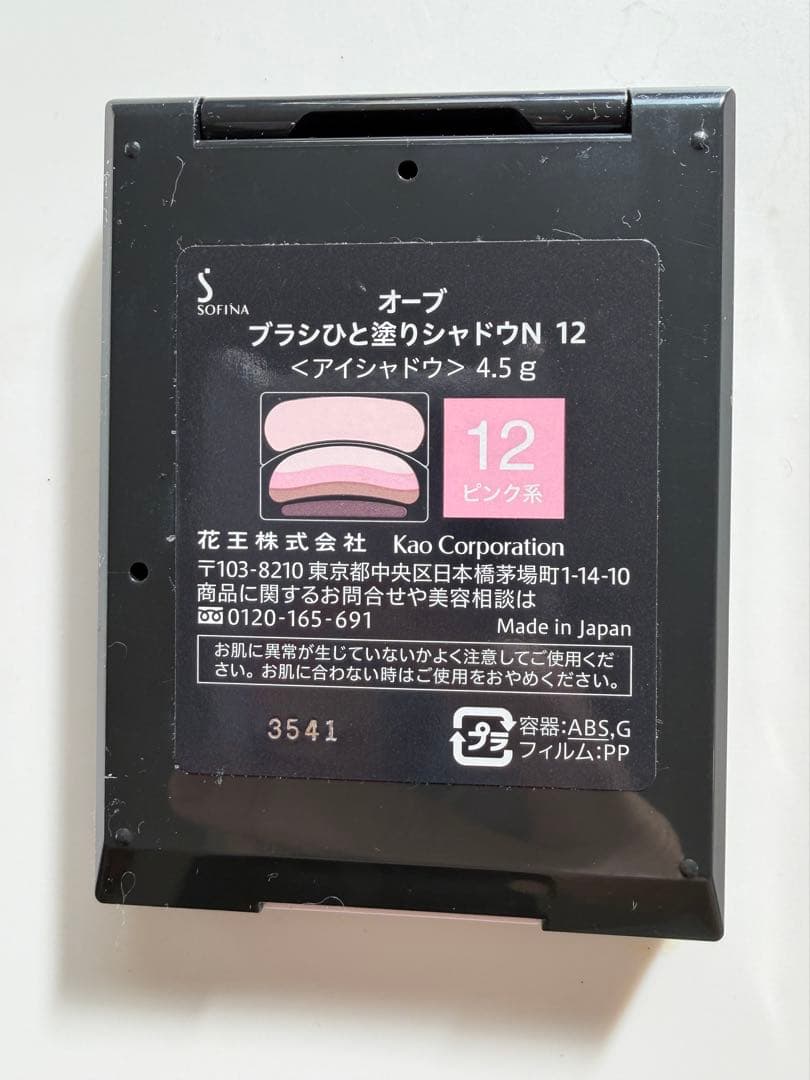 SOFINA
オーブ
ブラシひと塗りシャドウN 12
＜アイシャドウ＞ 4.5g
12
ピンク系
花王株式会社 Kao Corporation
〒103-8210 東京都中央区日本橋茅場町1-14-10
商品に関するお問合せや美容相談は
0120-165-691 Made in Japan
お肌に異常が生じていないかよく注意してご使用くだ
さい。お肌に合わない時はご使用をおやめください。
3541
プラ 容器:ABS,G
フィルム:PP